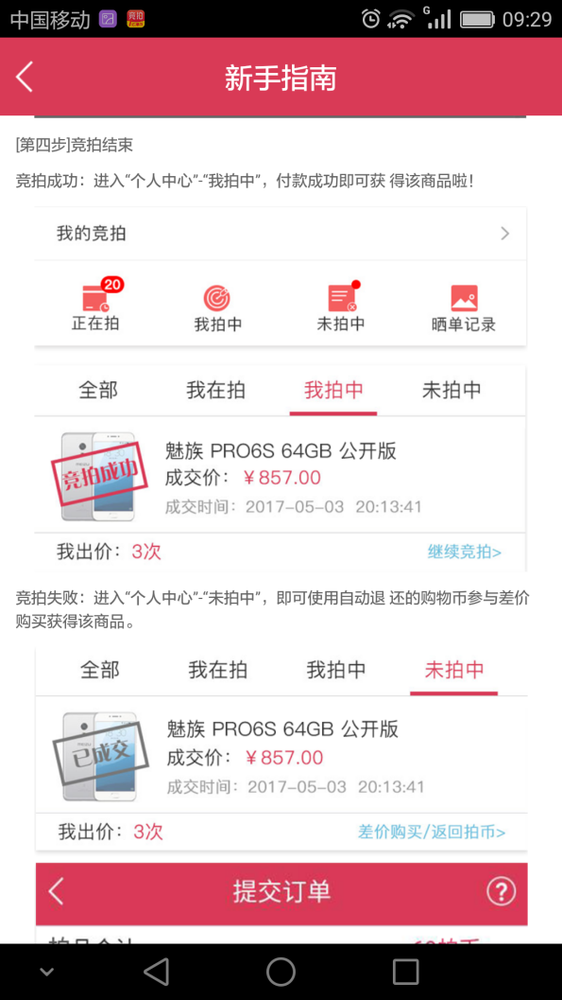 中国移动
G
09:29
新手指南
[第四步]竞拍结束
竞拍成功：进入“个人中心”-“我拍中”，付款成功即可获 得该商品啦！
我的竞拍
20
正在拍 我拍中 未拍中 晒单记录
全部 我在拍 我拍中 未拍中
竞拍成功
魅族 PRO6S 64GB 公开版
成交价：￥857.00
成交时间：2017-05-03 20:13:41
我出价：3次 继续竞拍>
竞拍失败：进入“个人中心”-“未拍中”，即可使用自动退 还的购物币参与差价
购买获得该商品。
全部 我在拍 我拍中 未拍中
已成交
魅族 PRO6S 64GB 公开版
成交价：￥857.00
成交时间：2017-05-03 20:13:41
我出价：3次 差价购买/返回拍币>
提交订单 ?